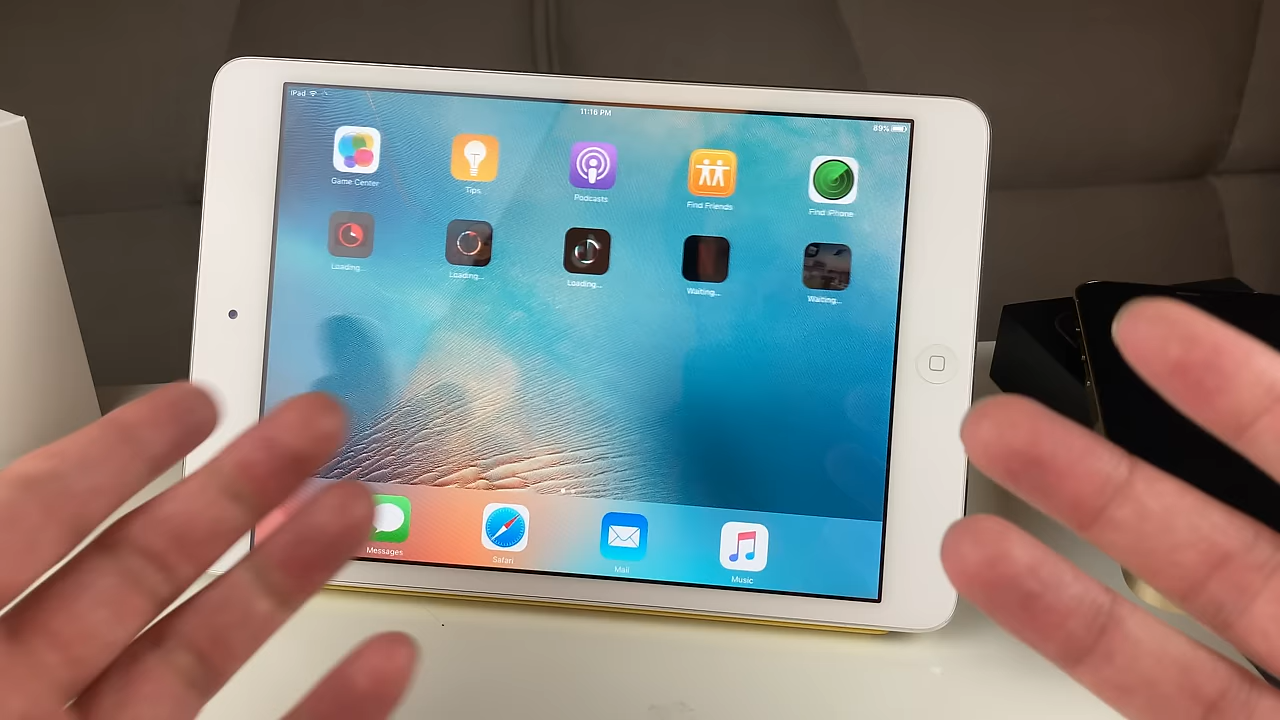 iPad
11:16 PM
89%
Game Center
Tips
Podcasts
Find Friends
Find iPhone
Loading...
Loading...
Loading...
Waiting...
Waiting...
Messages
Safari
Mail
Music